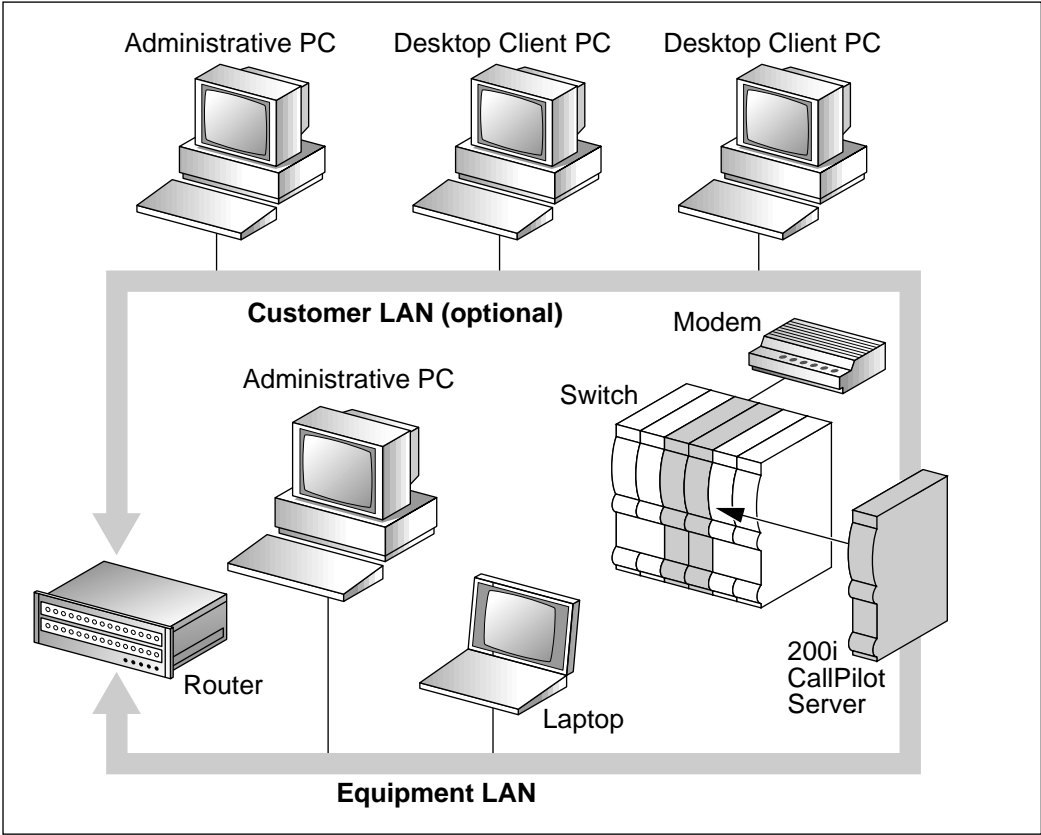 Administrative PC
Desktop Client PC
Desktop Client PC
Customer LAN (optional)
Modem
Administrative PC
Switch
200i
CallPilot
Server
Router
Laptop
Equipment LAN